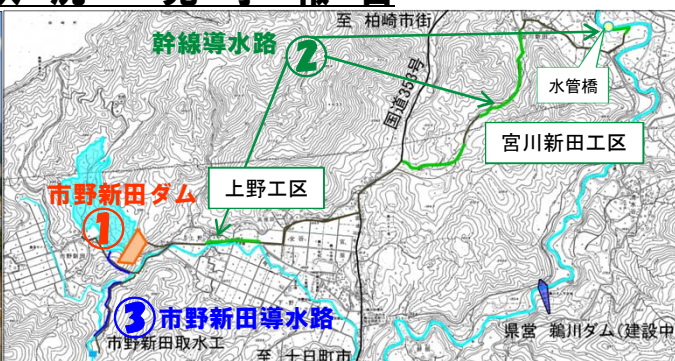 至 柏崎市街
幹線導水路
②
国道353号
水管橋
宮川新田工区
上野工区
市野新田ダム
①
③市野新田導水路
市野新田取水工
至 十日町市
県営 鵜川ダム(建設中